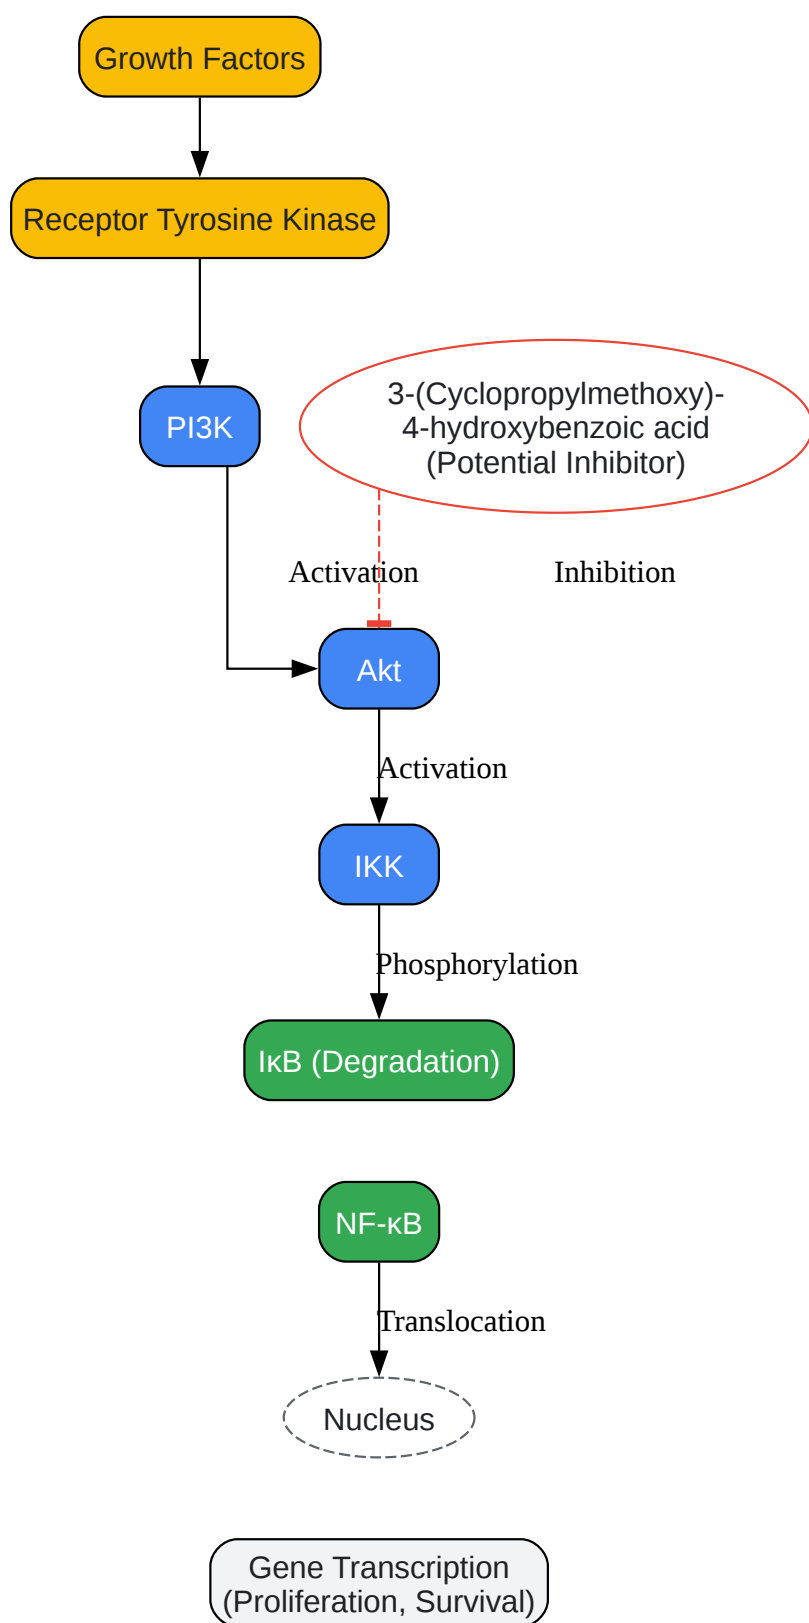 Growth Factors
Receptor Tyrosine Kinase
PI3K
3-(Cyclopropylmethoxy)-
4-hydroxybenzoic acid
(Potential Inhibitor)
Activation
Inhibition
Akt
Activation
IKK
Phosphorylation
IκB (Degradation)
NF-κB
Translocation
Nucleus
Gene Transcription
(Proliferation, Survival)